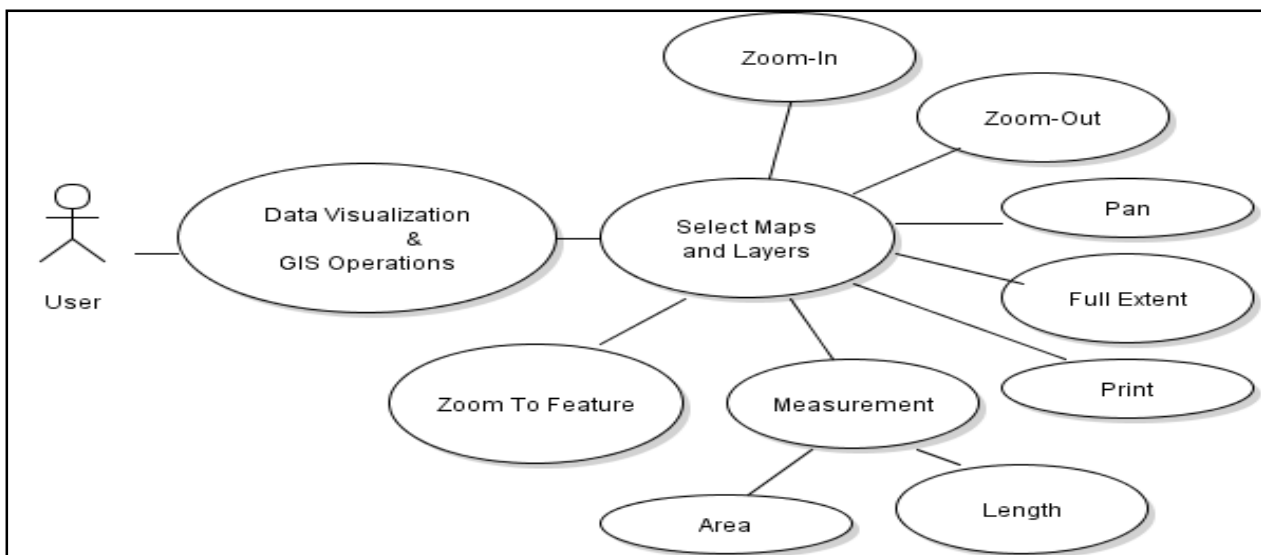 Zoom-In
Zoom-Out
Data Visualization
&
GIS Operations
Select Maps
and Layers
Pan
User
Full Extent
Zoom To Feature
Measurement
Print
Area
Length